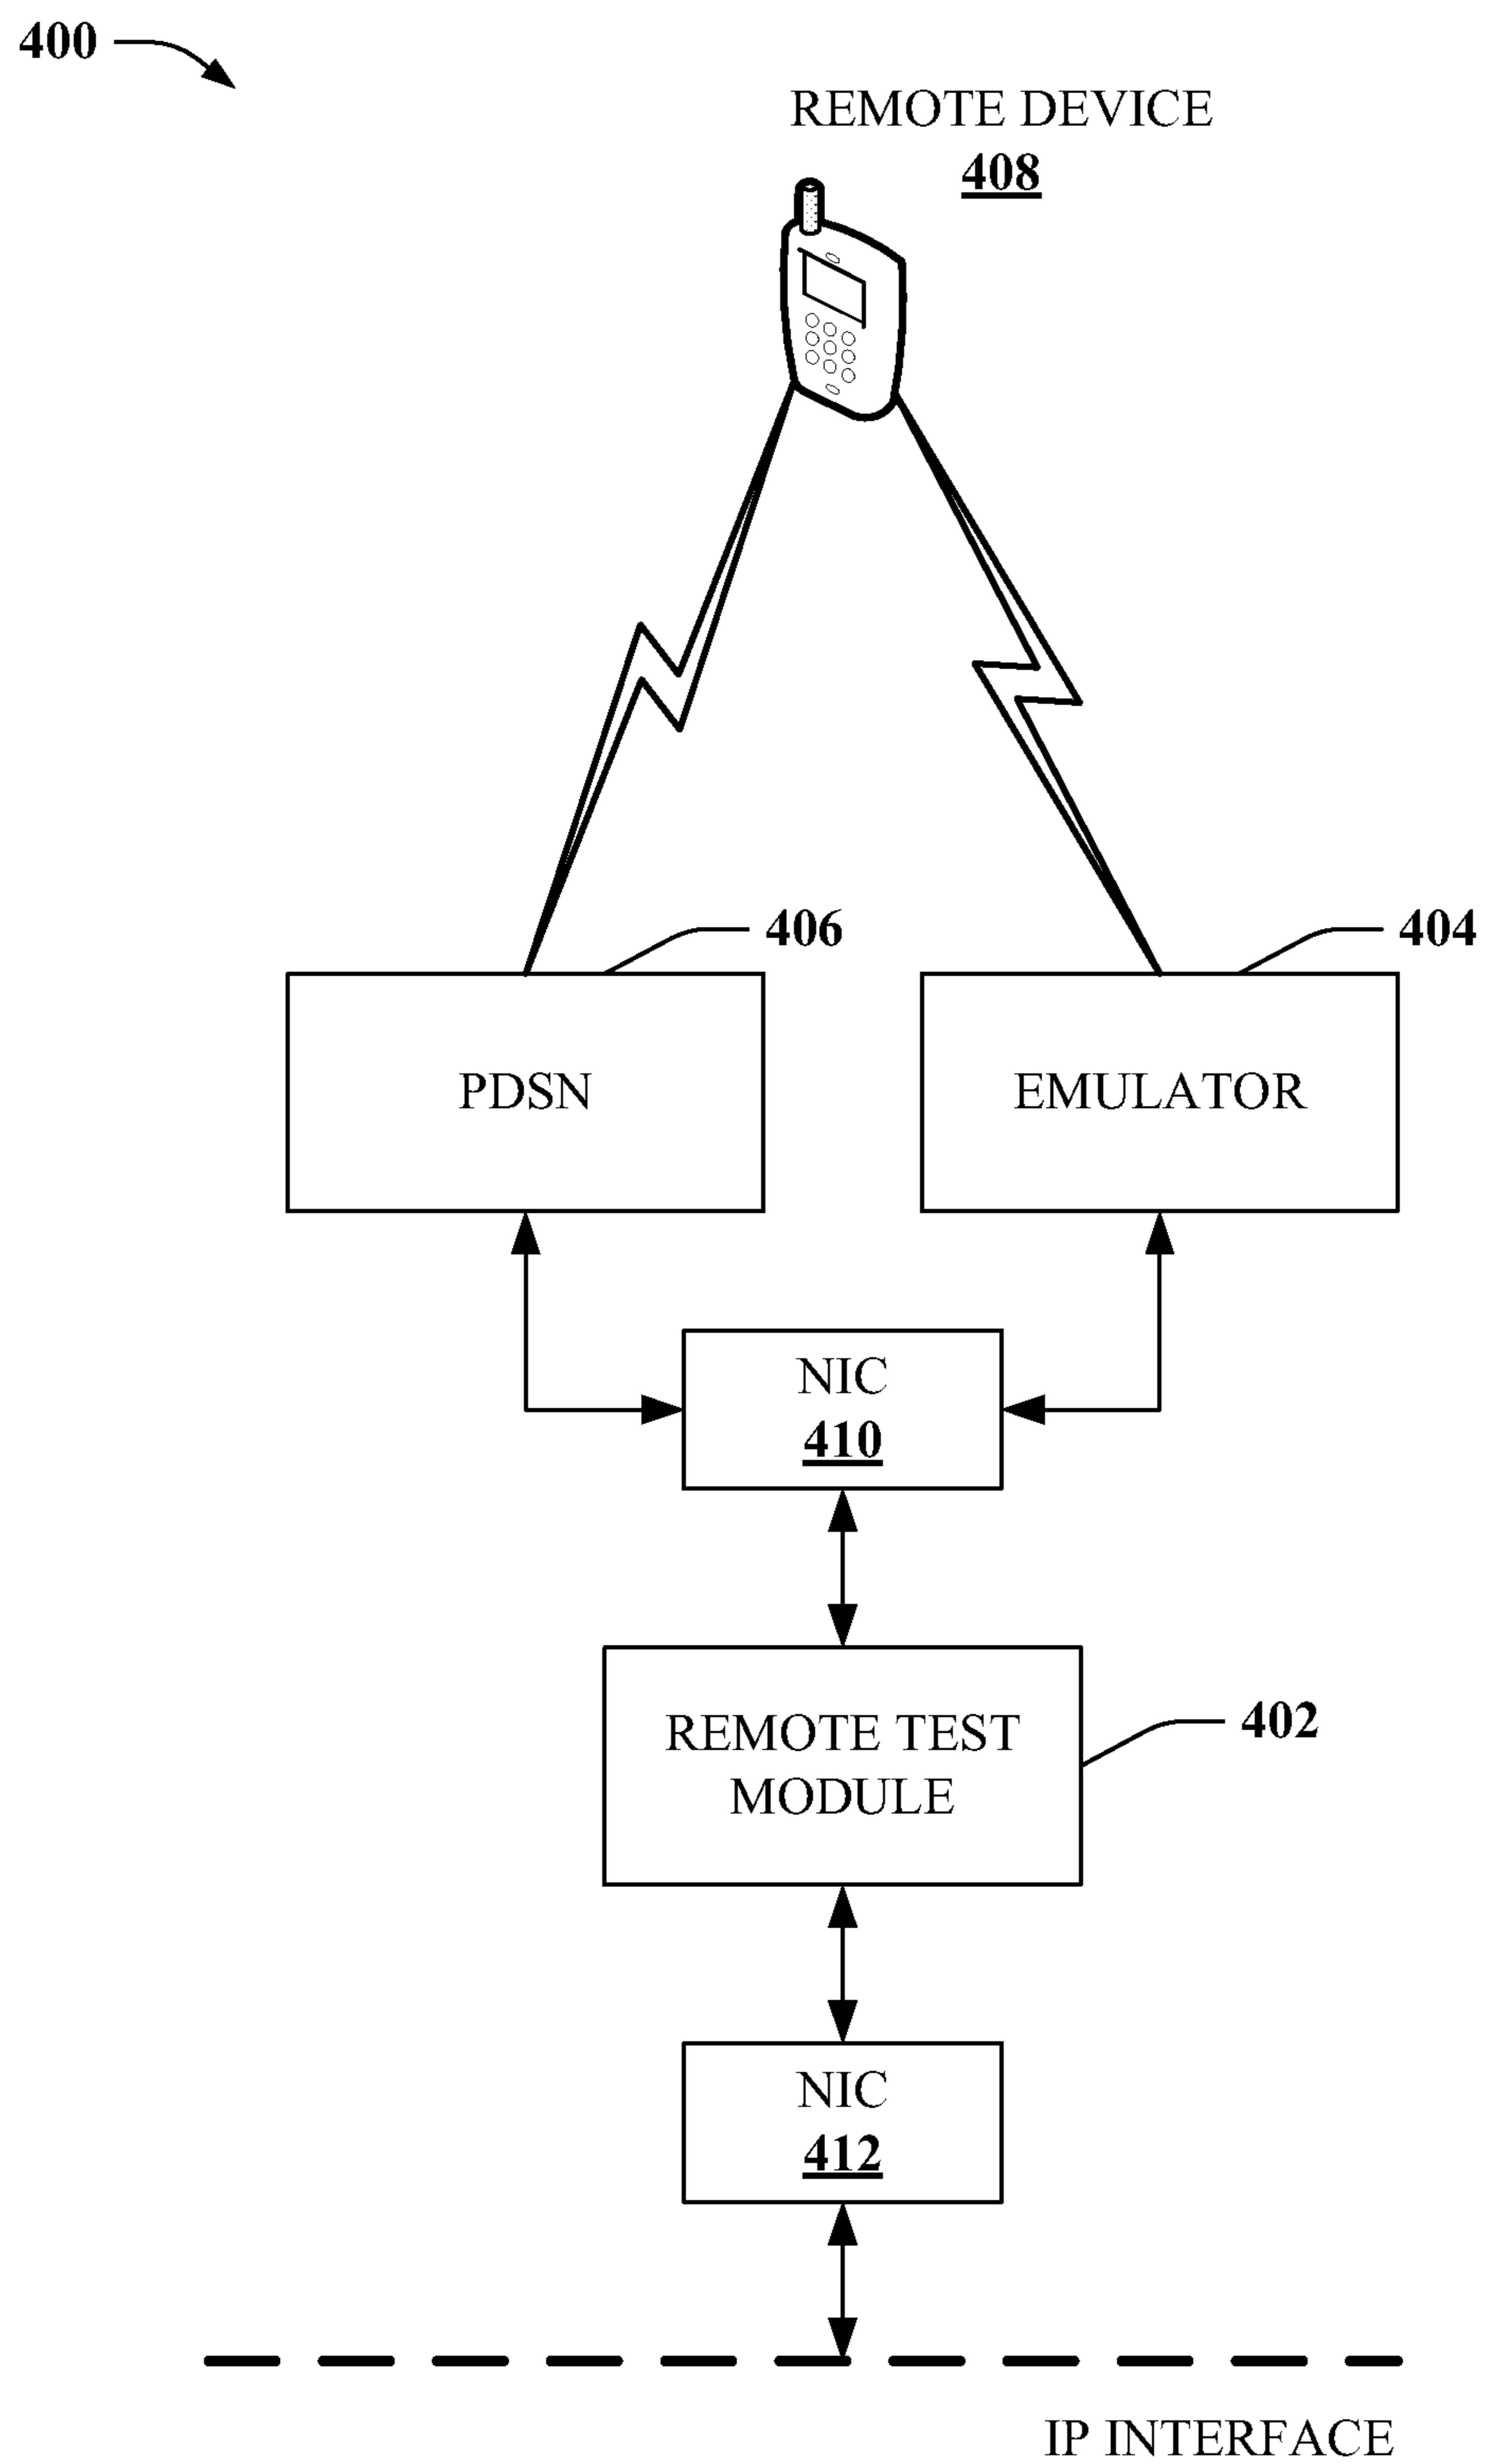 400
REMOTE DEVICE
408
406
404
PDSN
EMULATOR
NIC
410
REMOTE TEST
MODULE
402
NIC
412
IP INTERFACE